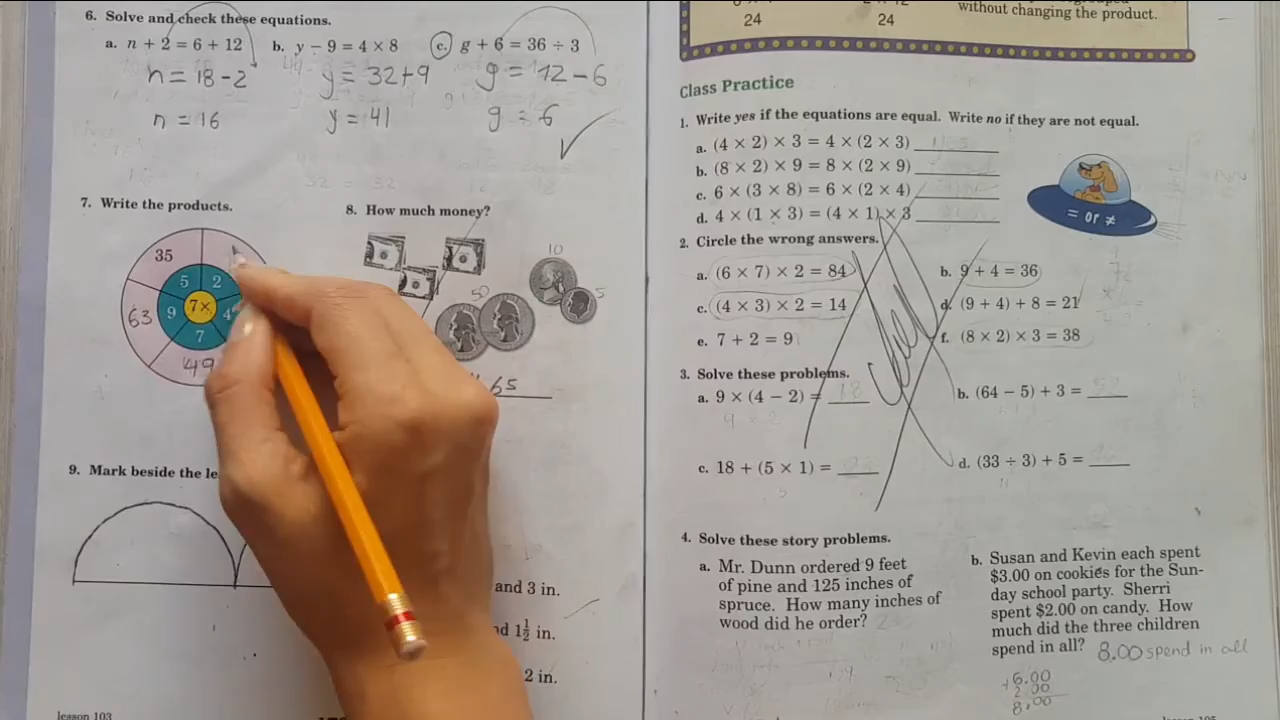 6. Solve and check these equations.
a. n + 2 = 6 + 12 b. y − 9 = 4 × 8 c. g + 6 = 36 ÷ 3
n = 18 - 2 y = 32 + 9 g = 12 - 6
n = 16 y = 41 g = 6
32 = 32
7. Write the products.
35
5 2
63 9 7× 4
7
49
8. How much money?
10
50 5
65
9. Mark beside the le
and 3 in.
nd 1½ in.
2 in.
lesson 103
24 24
without changing the product.
Class Practice
1. Write yes if the equations are equal. Write no if they are not equal.
a. (4 × 2) × 3 = 4 × (2 × 3)
b. (8 × 2) × 9 = 8 × (2 × 9)
c. 6 × (3 × 8) = 6 × (2 × 4)
d. 4 × (1 × 3) = (4 × 1) × 3
= or ≠
2. Circle the wrong answers.
a. (6 × 7) × 2 = 84 b. 9 + 4 = 36
c. (4 × 3) × 2 = 14 d. (9 + 4) + 8 = 21
e. 7 + 2 = 9 f. (8 × 2) × 3 = 38
3. Solve these problems.
a. 9 × (4 − 2) = 18 b. (64 − 5) + 3 =
9 × 2
c. 18 + (5 × 1) = d. (33 ÷ 3) + 5 =
5 11
4. Solve these story problems.
a. Mr. Dunn ordered 9 feet
of pine and 125 inches of
spruce. How many inches of
wood did he order?
b. Susan and Kevin each spent
$3.00 on cookies for the Sun-
day school party. Sherri
spent $2.00 on candy. How
much did the three children
spend in all? 8.00 spend in all
+6.00
2.00
8.00